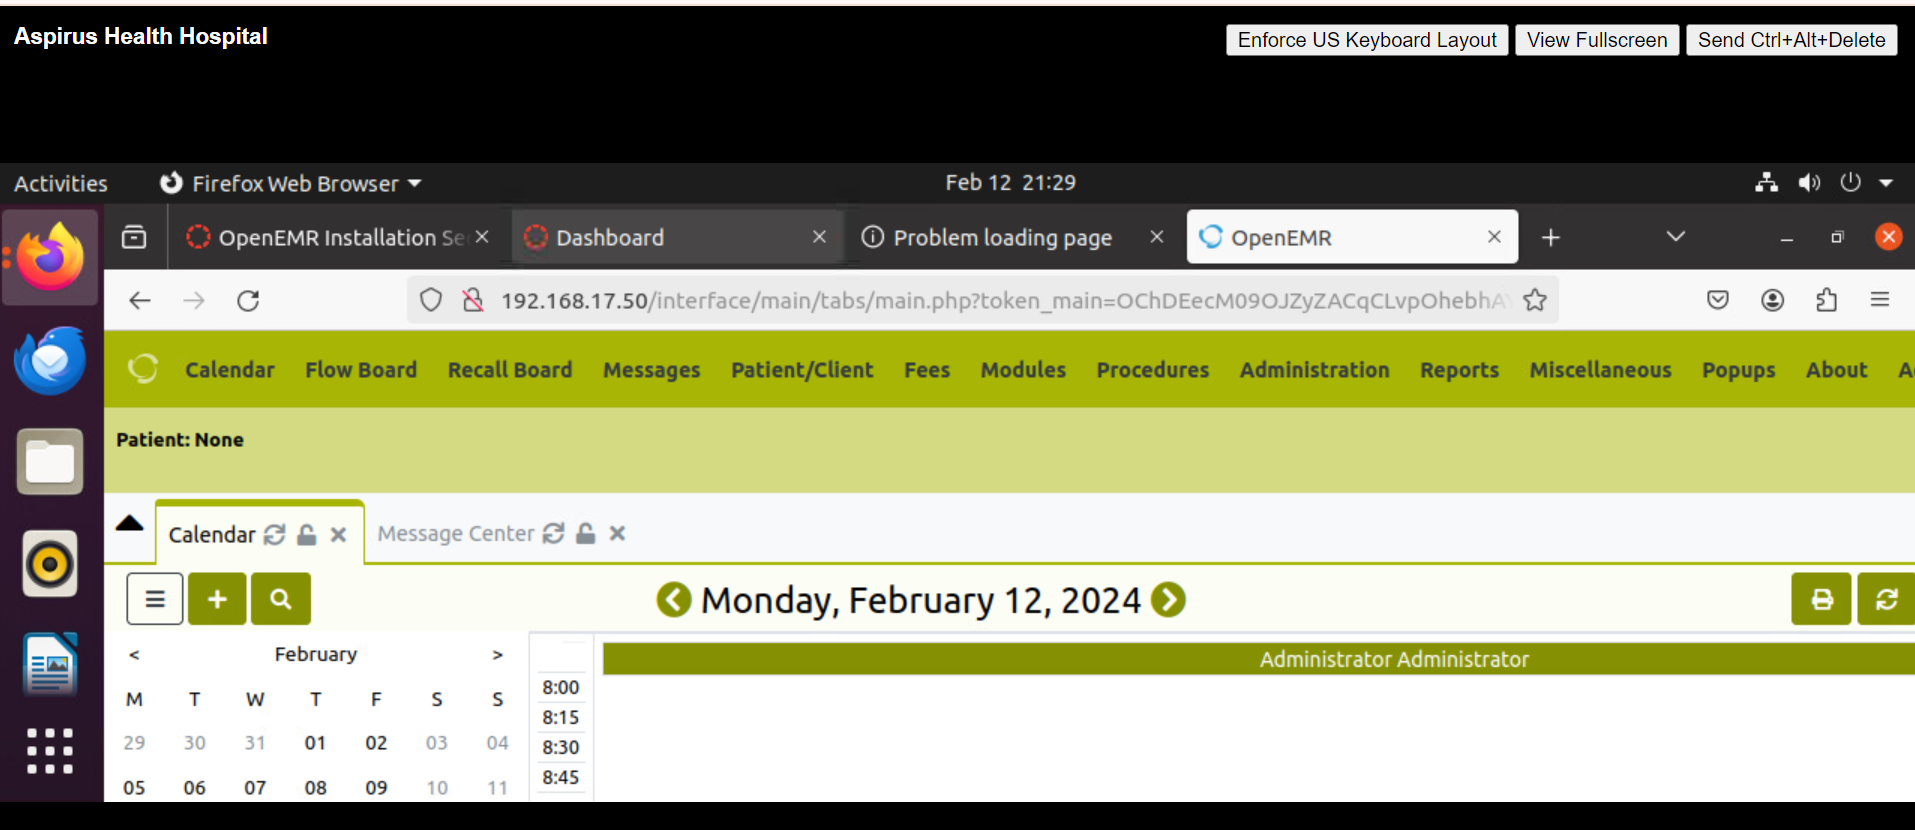 Aspirus Health Hospital
Enforce US Keyboard Layout View Fullscreen Send Ctrl+Alt+Delete
Activities Firefox Web Browser Feb 12 21:29
OpenEMR Installation Se Dashboard Problem loading page OpenEMR
192.168.17.50/interface/main/tabs/main.php?token_main=OChDEecM09OJZyZACqCLvpOhebhA
Calendar Flow Board Recall Board Messages Patient/Client Fees Modules Procedures Administration Reports Miscellaneous Popups About A
Patient: None
Calendar Message Center
Monday, February 12, 2024
< February >
Administrator Administrator
M T W T F S S
8:00
8:15
29 30 31 01 02 03 04
8:30
8:45
05 06 07 08 09 10 11